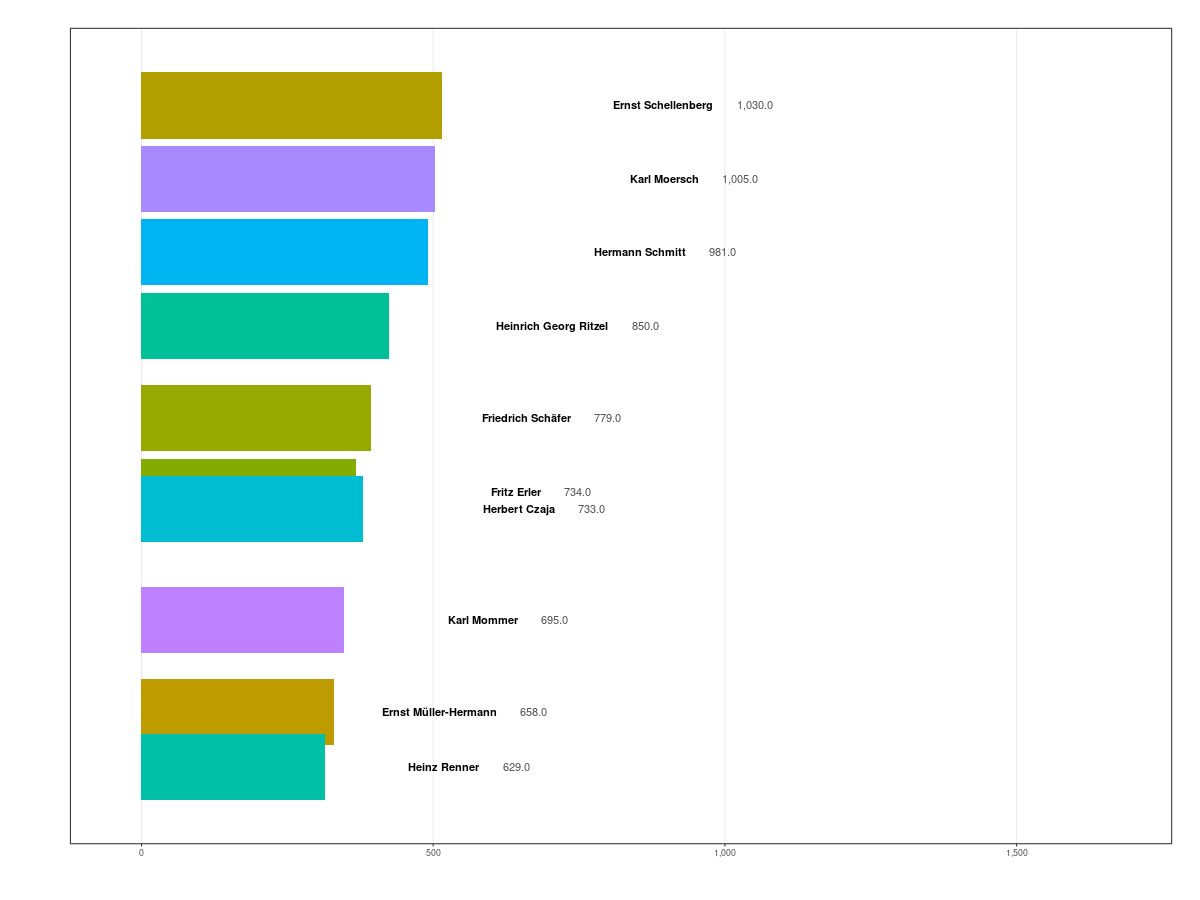 Ernst Schellenberg 1,030.0
Karl Moersch 1,005.0
Hermann Schmitt 981.0
Heinrich Georg Ritzel 850.0
Friedrich Schäfer 779.0
Fritz Erler 734.0
Herbert Czaja 733.0
Karl Mommer 695.0
Ernst Müller-Hermann 658.0
Heinz Renner 629.0
0 500 1,000 1,500